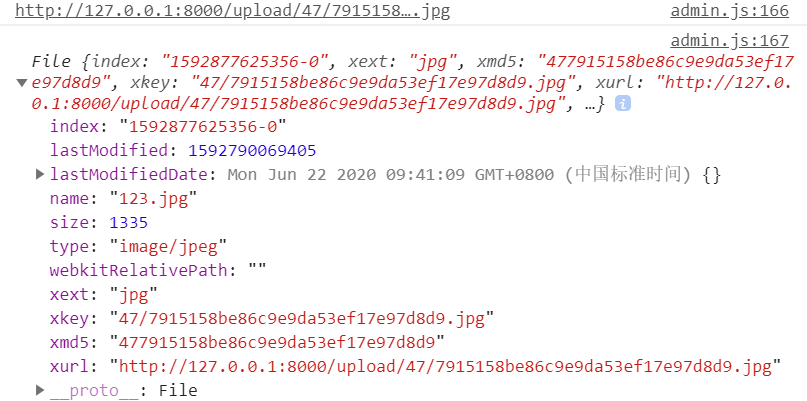 http://127.0.0.1:8000/upload/47/7915158….jpg admin.js:166
admin.js:167
File {index: "1592877625356-0", xext: "jpg", xmd5: "477915158be86c9e9da53ef17
e97d8d9", xkey: "47/7915158be86c9e9da53ef17e97d8d9.jpg", xurl: "http://127.0.
0.1:8000/upload/47/7915158be86c9e9da53ef17e97d8d9.jpg", …} i
index: "1592877625356-0"
lastModified: 1592790069405
lastModifiedDate: Mon Jun 22 2020 09:41:09 GMT+0800 (中国标准时间) {}
name: "123.jpg"
size: 1335
type: "image/jpeg"
webkitRelativePath: ""
xext: "jpg"
xkey: "47/7915158be86c9e9da53ef17e97d8d9.jpg"
xmd5: "477915158be86c9e9da53ef17e97d8d9"
xurl: "http://127.0.0.1:8000/upload/47/7915158be86c9e9da53ef17e97d8d9.jpg"
__proto__: File